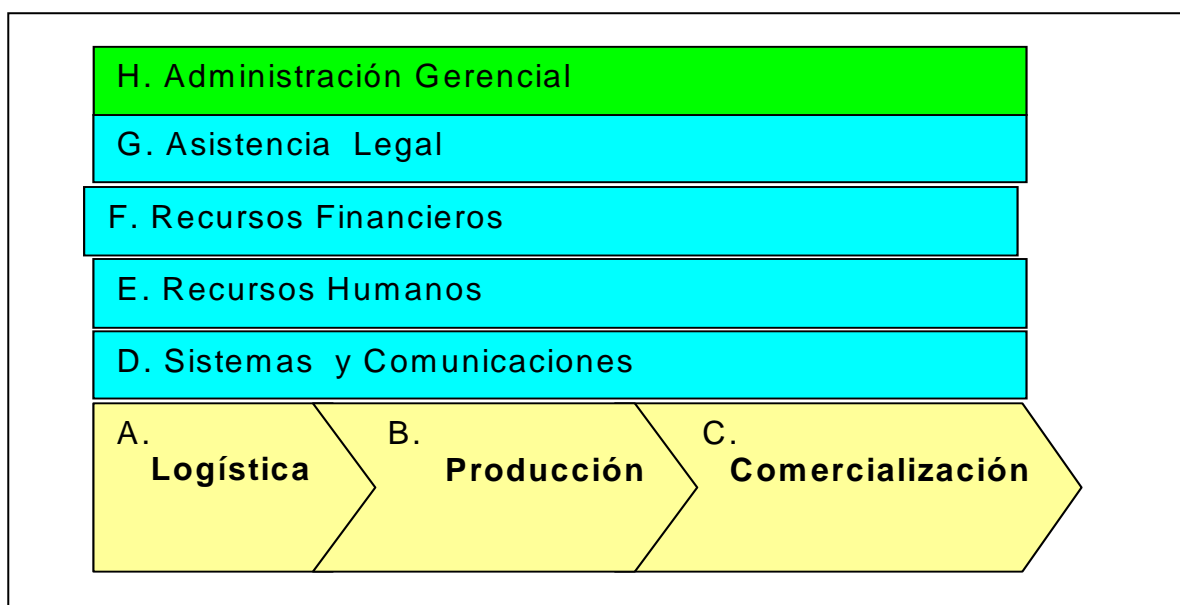 H. Administración Gerencial
G. Asistencia Legal
F. Recursos Financieros
E. Recursos Humanos
D. Sistemas y Comunicaciones
A.
Logística
B.
Producción
C.
Comercialización